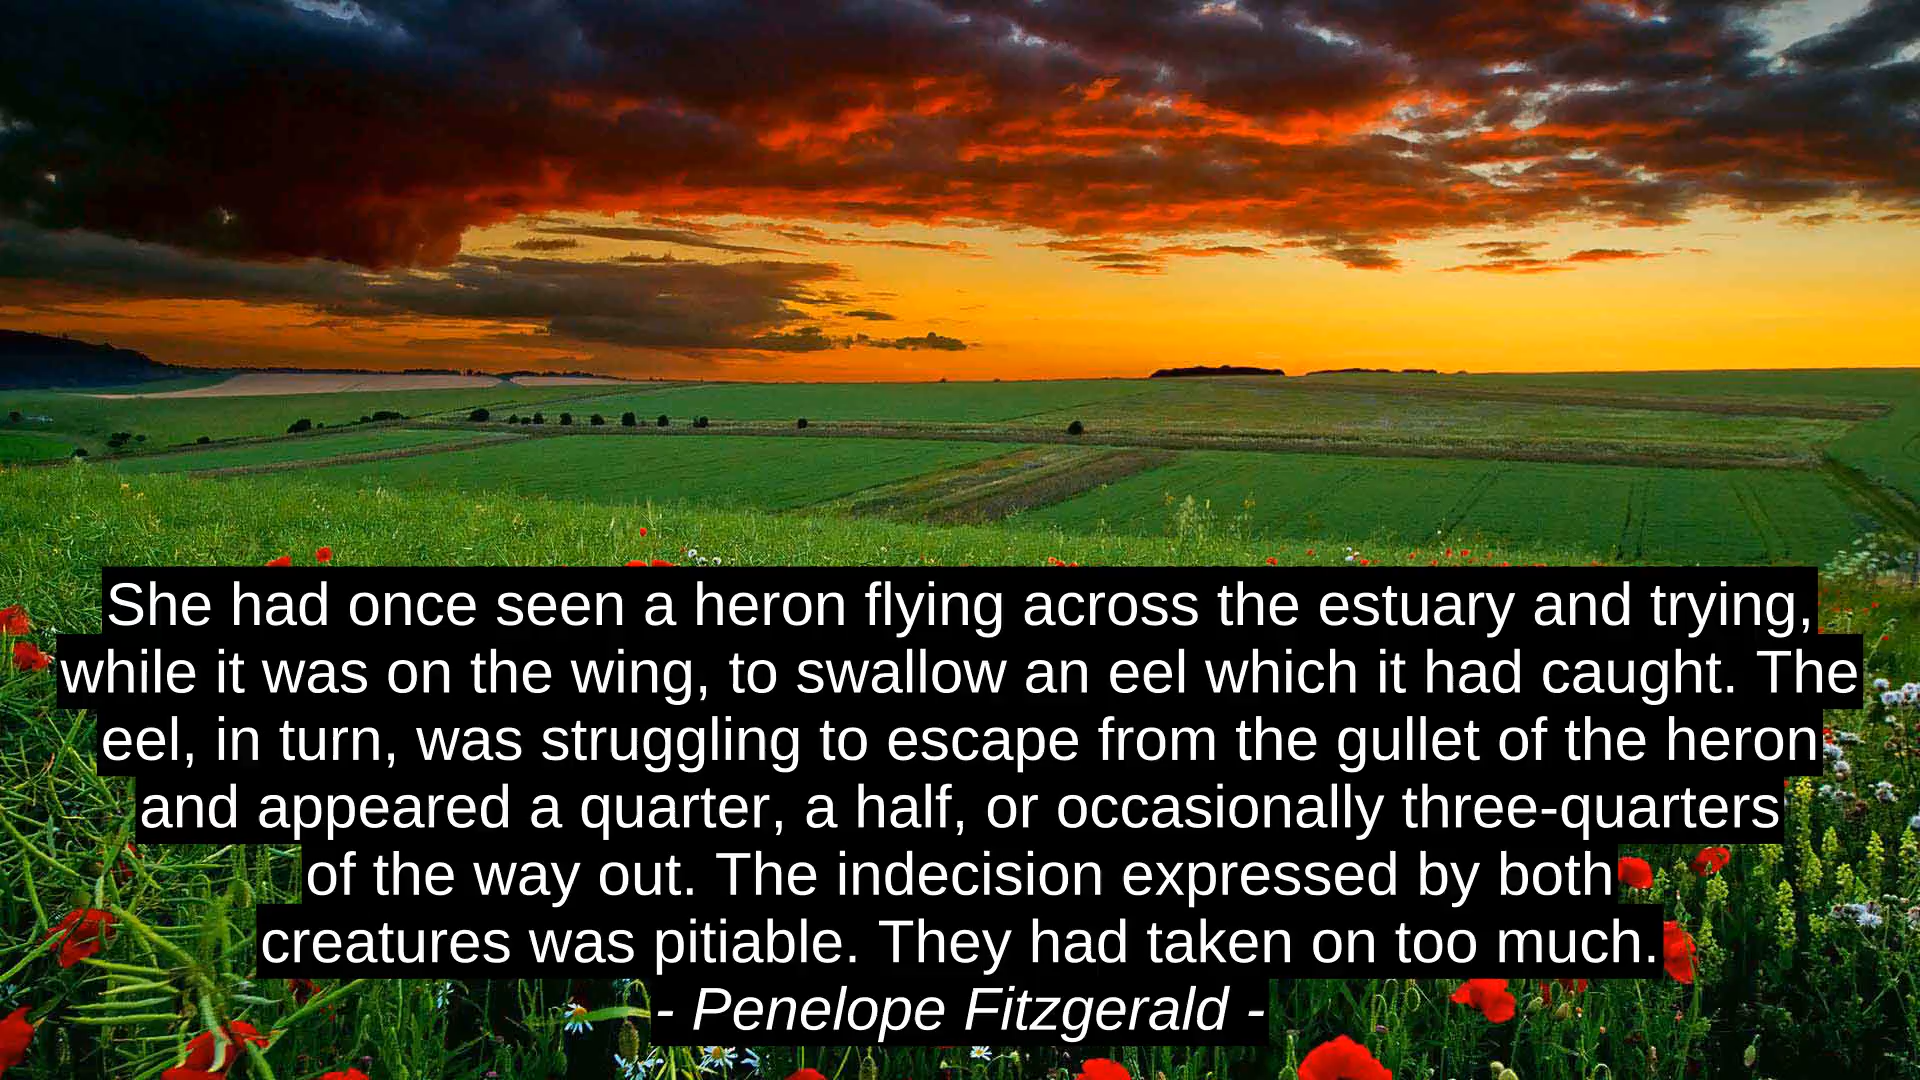 She had once seen a heron flying across the estuary and trying,
while it was on the wing, to swallow an eel which it had caught. The
eel, in turn, was struggling to escape from the gullet of the heron
and appeared a quarter, a half, or occasionally three-quarters
of the way out. The indecision expressed by both
creatures was pitiable. They had taken on too much.
- Penelope Fitzgerald -